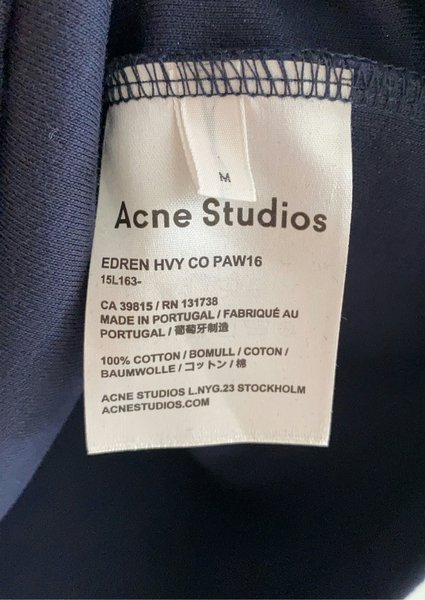 M
Acne Studios
EDREN HVY CO PAW16
15L163-
CA 39815 / RN 131738
MADE IN PORTUGAL / FABRIQUÉ AU
PORTUGAL / 葡萄牙制造
100% COTTON / BOMULL / COTON /
BAUMWOLLE / コットン / 棉
ACNE STUDIOS L.NYG.23 STOCKHOLM
ACNESTUDIOS.COM